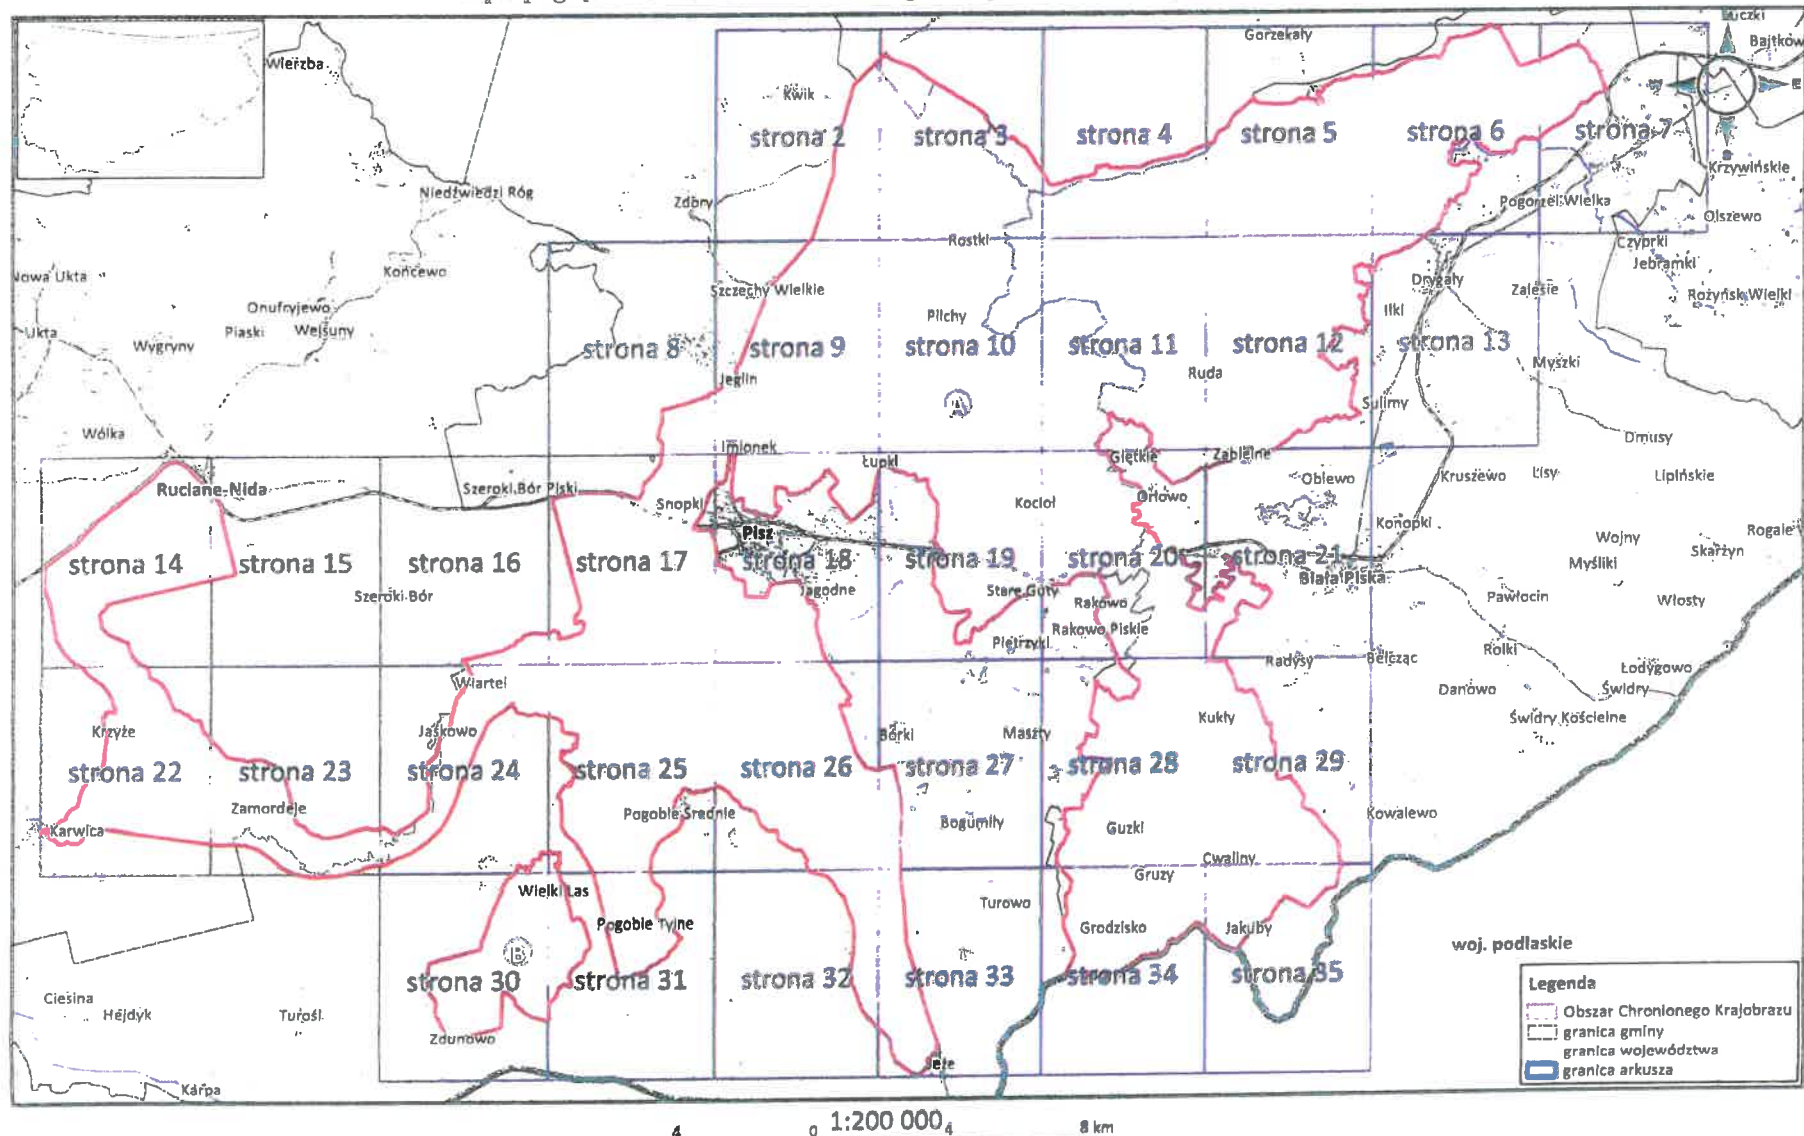 Wierzba
Gorzekały
Bajtków
Kwik
strona 2
strona 3
strona 4
strona 5
strona 6
strona 7
Krzywińskie
Niedźwiedzi Róg
Zdory
Pogorzel Wielka
Olszewo
Rostki
Czyprki
Jebramki
Nowa Ukta
Końcewo
Szczechy Wielkie
Drygały
Zalesie
Rożyńsk Wielki
Onufryjewo
Ukta
Piaski
Wejsuny
Wygryny
Pilchy
Ilki
strona 8
strona 9
strona 10
strona 11
strona 12
strona 13
Myszki
Jeglin
Ruda
A
Sulimy
Wólka
Imionek
Łupki
Giętkie
Zabielne
Dmusy
Ruciane-Nida
Szeroki Bór Piski
Snopki
Kocioł
Orłowo
Oblewo
Kruszewo
Lisy
Lipińskie
Pisz
Konopki
Wojny
Rogale
Skarżyn
strona 14
strona 15
strona 16
strona 17
strona 18
strona 19
strona 20
strona 21
Myśliki
Biała Piska
Szeroki Bór
Jagodne
Stare Guty
Rakowo
Pawłocin
Włosty
Rakowo Piskie
Pietrzyki
Rolki
Radysy
Bełcząc
Łodygowo
Wiartel
Danowo
Świdry
Świdry Kościelne
Krzyże
Jaśkowo
Borki
Maszty
Kukły
strona 22
strona 23
strona 24
strona 25
strona 26
strona 27
strona 28
strona 29
Zamordeje
Pogobie Średnie
Karwica
Bogumiły
Guzki
Kowalewo
Cwaliny
Gruzy
Wielki Las
Turowo
Pogobie Tylne
Grodzisko
Jakuby
B
woj. podlaskie
strona 30
strona 31
strona 32
strona 33
strona 34
strona 35
Ciesina
Hejdyk
Turośl
Zdunowo
Jeże
Karpa
Legenda
Obszar Chronionego Krajobrazu
granica gminy
granica województwa
granica arkusza
1:200 000
4 0 4 8 km